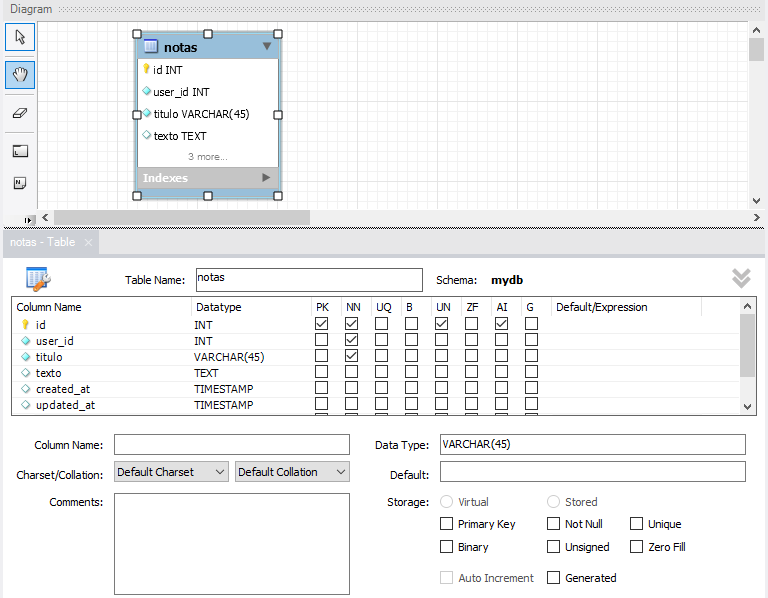 Diagram
notas
id INT
user_id INT
titulo VARCHAR(45)
texto TEXT
3 more...
Indexes
notas - Table
Table Name: notas Schema: mydb
Column Name Datatype PK NN UQ B UN ZF AI G Default/Expression
id INT
user_id INT
titulo VARCHAR(45)
texto TEXT
created_at TIMESTAMP
updated_at TIMESTAMP
Column Name: Data Type: VARCHAR(45)
Charset/Collation: Default Charset Default Collation Default:
Comments: Storage: Virtual Stored
Primary Key Not Null Unique
Binary Unsigned Zero Fill
Auto Increment Generated